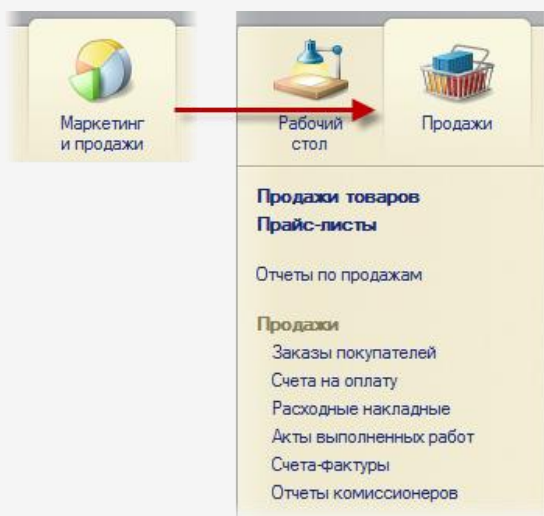 Маркетинг
и продажи
Рабочий
стол
Продажи
Продажи товаров
Прайс-листы
Отчеты по продажам
Продажи
Заказы покупателей
Счета на оплату
Расходные накладные
Акты выполненных работ
Счета-фактуры
Отчеты комиссионеров